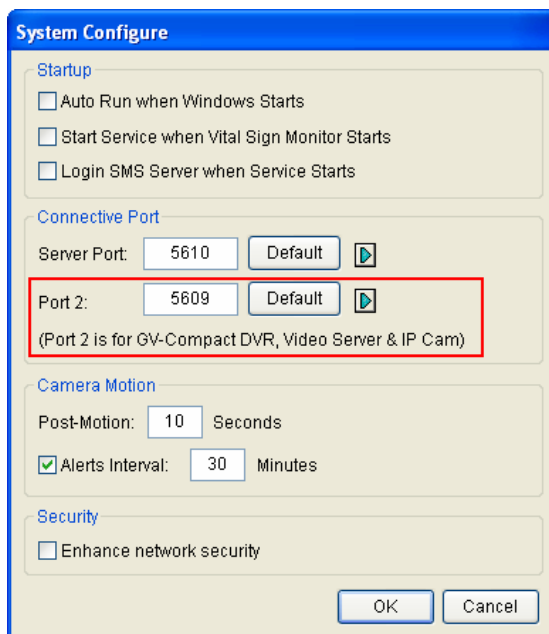 System Configure
Startup
Auto Run when Windows Starts
Start Service when Vital Sign Monitor Starts
Login SMS Server when Service Starts
Connective Port
Server Port: 5610 Default
Port 2: 5609 Default
(Port 2 is for GV-Compact DVR, Video Server & IP Cam)
Camera Motion
Post-Motion: 10 Seconds
Alerts Interval: 30 Minutes
Security
Enhance network security
OK Cancel